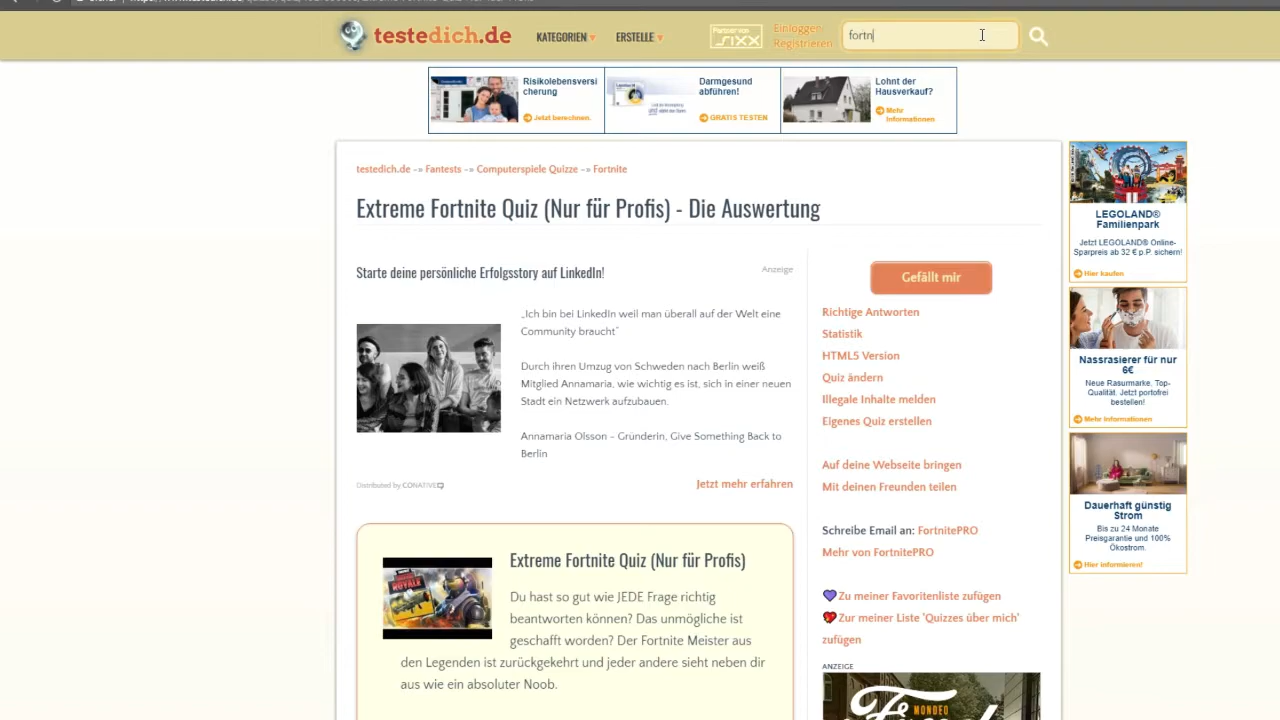 testedich.de
KATEGORIEN
ERSTELLE
Partner von
sixx
Einloggen
Registrieren
fortn
Risikolebensversi
cherung
Jetzt berechnen.
Darmgesund
abführen!
GRATIS TESTEN
Lohnt der
Hausverkauf?
Mehr
Informationen
testedich.de -» Fantests -» Computerspiele Quizze -» Fortnite
Extreme Fortnite Quiz (Nur für Profis) - Die Auswertung
Starte deine persönliche Erfolgsstory auf LinkedIn!
Anzeige
„Ich bin bei LinkedIn weil man überall auf der Welt eine
Community braucht"
Durch ihren Umzug von Schweden nach Berlin weiß
Mitglied Annamaria, wie wichtig es ist, sich in einer neuen
Stadt ein Netzwerk aufzubauen.
Annamaria Olsson - Gründerin, Give Something Back to
Berlin
Distributed by CONATIVE
Jetzt mehr erfahren
Extreme Fortnite Quiz (Nur für Profis)
Du hast so gut wie JEDE Frage richtig
beantworten können? Das unmögliche ist
geschafft worden? Der Fortnite Meister aus
den Legenden ist zurückgekehrt und jeder andere sieht neben dir
aus wie ein absoluter Noob.
Gefällt mir
Richtige Antworten
Statistik
HTML5 Version
Quiz ändern
Illegale Inhalte melden
Eigenes Quiz erstellen
Auf deine Webseite bringen
Mit deinen Freunden teilen
Schreibe Email an: FortnitePRO
Mehr von FortnitePRO
Zu meiner Favoritenliste zufügen
Zur meiner Liste 'Quizzes über mich'
zufügen
ANZEIGE
MONDEO
LEGOLAND®
Familienpark
Jetzt LEGOLAND® Online-
Sparpreis ab 32 € p.P. sichern!
Hier kaufen
Nassrasierer für nur
6€
Neue Rasurmarke. Top-
Qualität. Jetzt portofrei
bestellen!
Mehr Informationen
Dauerhaft günstig
Strom
Bis zu 24 Monate
Preisgarantie und 100%
Ökostrom.
Hier informieren!